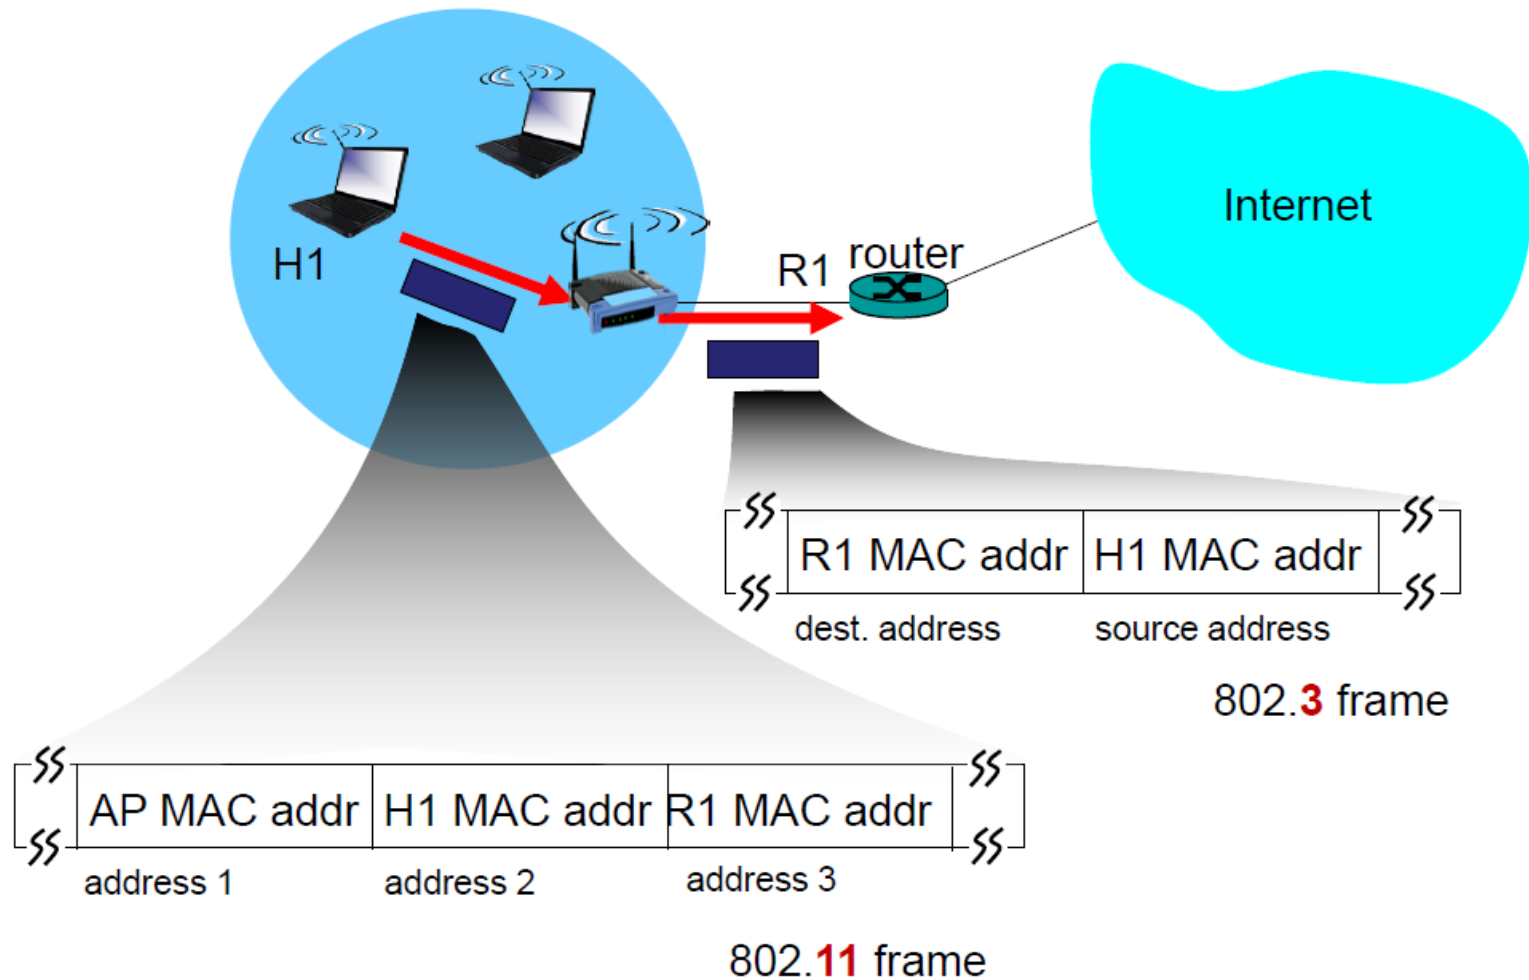 Internet
router
R1
H1
R1 MAC addr
H1 MAC addr
dest. address
source address
802.3 frame
AP MAC addr
H1 MAC addr
R1 MAC addr
address 1
address 2
address 3
802.11 frame